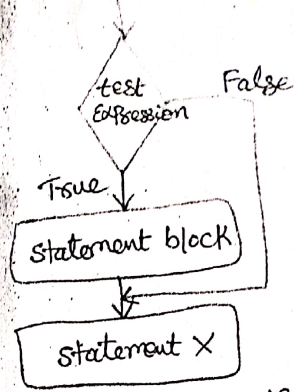 test
False
Expression
True
Statement block
Statement X